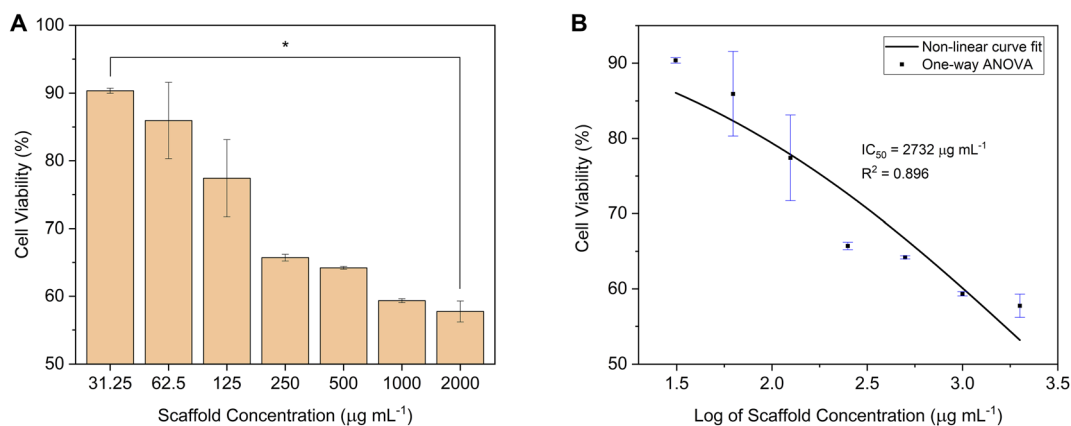 A
*
100
90
80
70
60
50
Cell Viability (%)
31.25 62.5 125 250 500 1000 2000
Scaffold Concentration (μg mL⁻¹)
B
Non-linear curve fit
One-way ANOVA
IC₅₀ = 2732 μg mL⁻¹
R² = 0.896
90
80
70
60
50
Cell Viability (%)
1.5 2.0 2.5 3.0 3.5
Log of Scaffold Concentration (μg mL⁻¹)